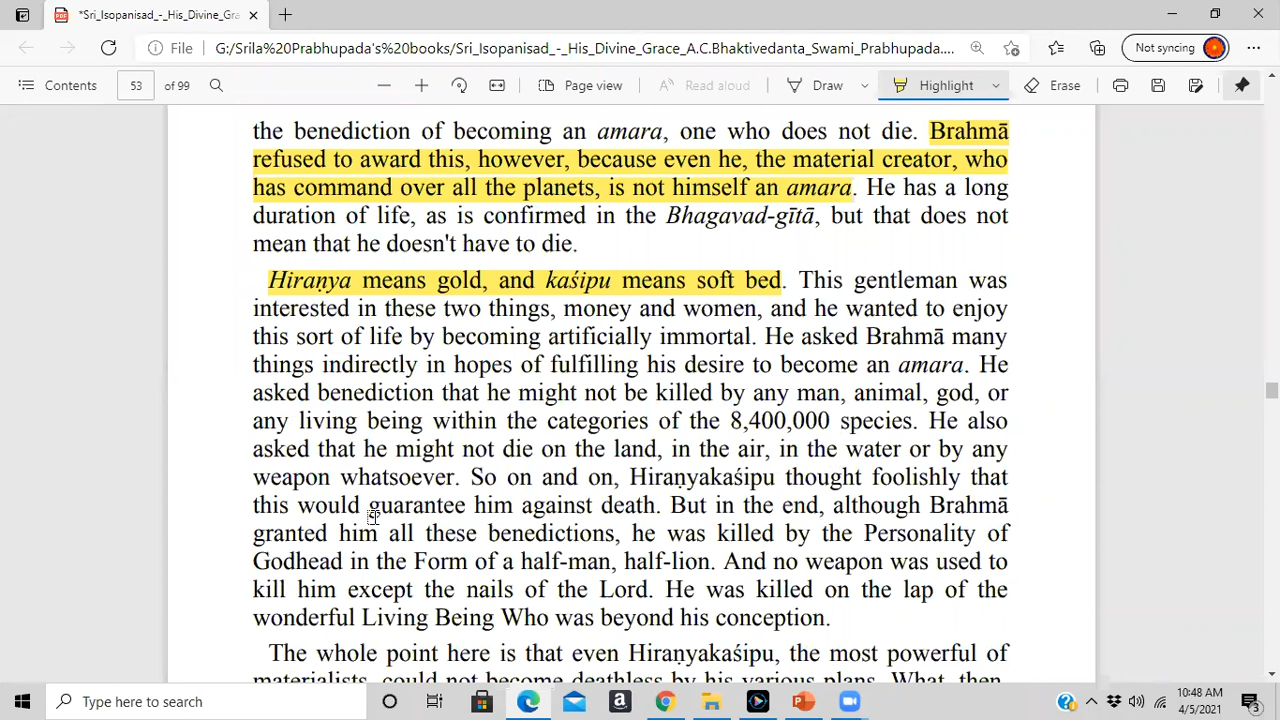 *Sri_Isopanisad_-_His_Divine_Gra
File
G:/Srila%20Prabhupada's%20books/Sri_Isopanisad_-_His_Divine_Grace_A.C.Bhaktivedanta_Swami_Prabhupada....
Not syncing
Contents
53 of 99
Page view
Read aloud
Draw
Highlight
Erase
the benediction of becoming an amara, one who does not die. Brahmā
refused to award this, however, because even he, the material creator, who
has command over all the planets, is not himself an amara. He has a long
duration of life, as is confirmed in the Bhagavad-gītā, but that does not
mean that he doesn't have to die.
Hiraṇya means gold, and kaśipu means soft bed. This gentleman was
interested in these two things, money and women, and he wanted to enjoy
this sort of life by becoming artificially immortal. He asked Brahmā many
things indirectly in hopes of fulfilling his desire to become an amara. He
asked benediction that he might not be killed by any man, animal, god, or
any living being within the categories of the 8,400,000 species. He also
asked that he might not die on the land, in the air, in the water or by any
weapon whatsoever. So on and on, Hiraṇyakaśipu thought foolishly that
this would guarantee him against death. But in the end, although Brahmā
granted him all these benedictions, he was killed by the Personality of
Godhead in the Form of a half-man, half-lion. And no weapon was used to
kill him except the nails of the Lord. He was killed on the lap of the
wonderful Living Being Who was beyond his conception.
The whole point here is that even Hiraṇyakaśipu, the most powerful of
materialists, could not become deathless by his various plans. What, then,
Type here to search
10:48 AM
4/5/2021
3